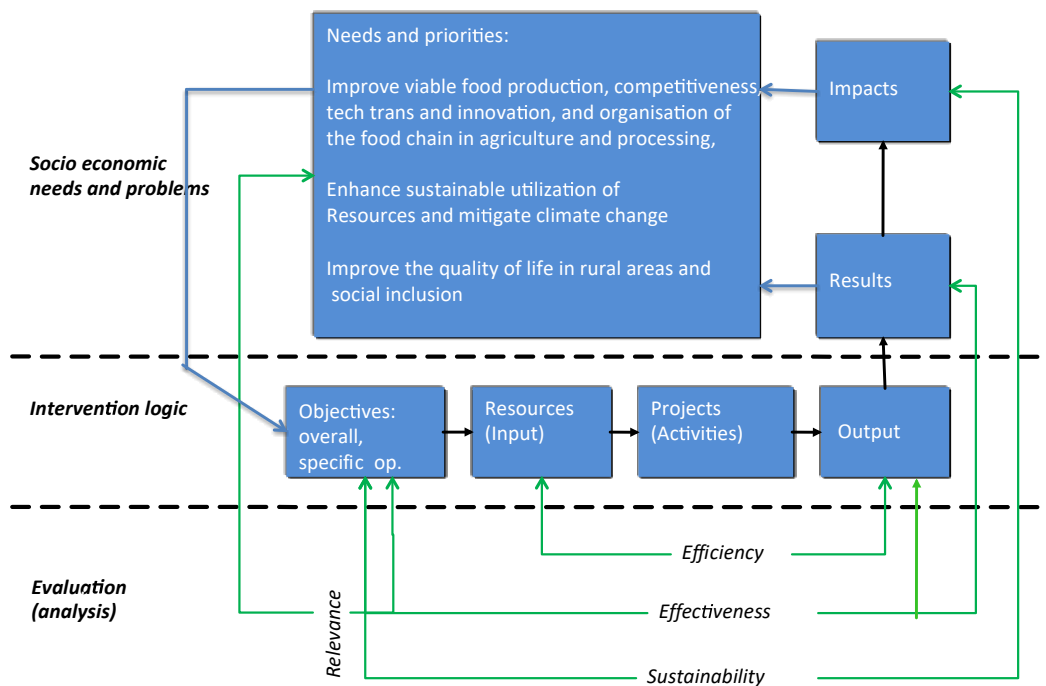 Needs and priorities:
Improve viable food production, competitiveness,
tech trans and innovation, and organisation of
the food chain in agriculture and processing,
Enhance sustainable utilization of
Resources and mitigate climate change
Improve the quality of life in rural areas and
social inclusion
Impacts
Socio economic
needs and problems
Results
Intervention logic
Objectives:
overall,
specific op.
Resources
(Input)
Projects
(Activities)
Output
Efficiency
Evaluation
(analysis)
Relevance
Effectiveness
Sustainability